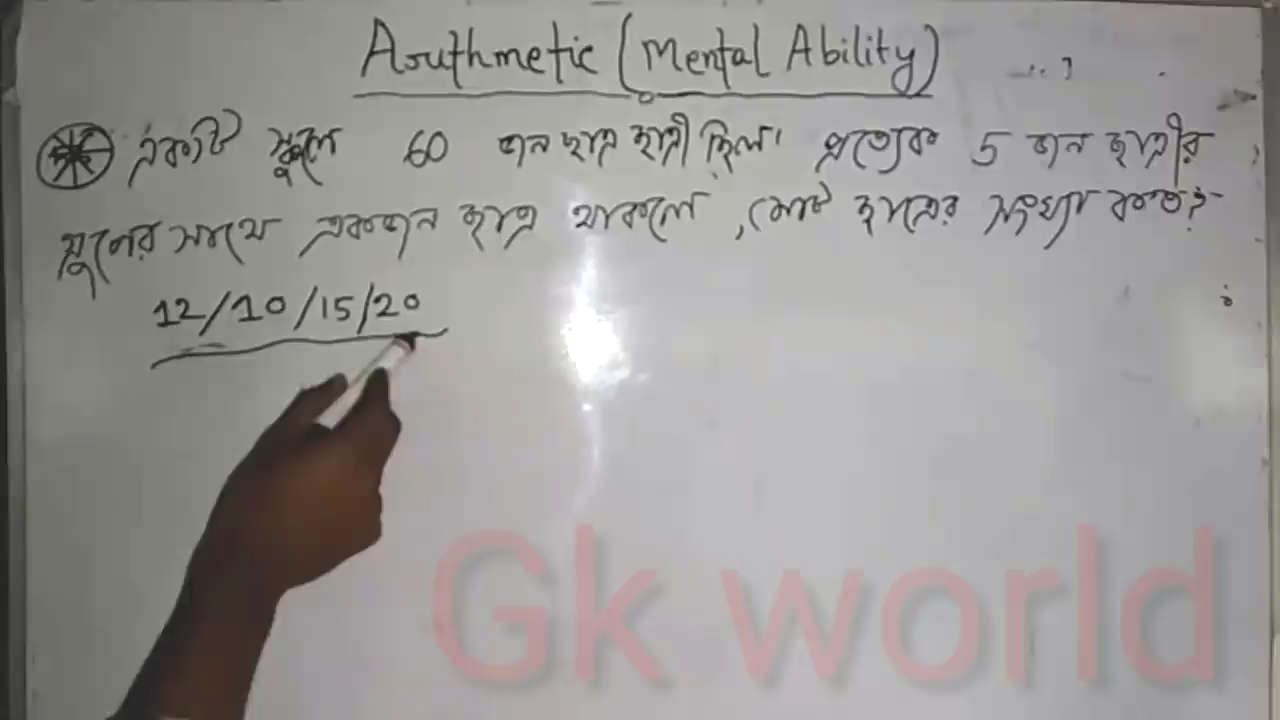 Arithmetic (Mental Ability)
একটি স্কুলে 60 জন ছাত্র ছাত্রী ছিল। প্রত্যেক 5 জন ছাত্রীর
গ্রুপের সাথে একজন ছাত্র থাকলে, মোট ছাত্রের সংখ্যা কত?
12/10/15/20
Gk world